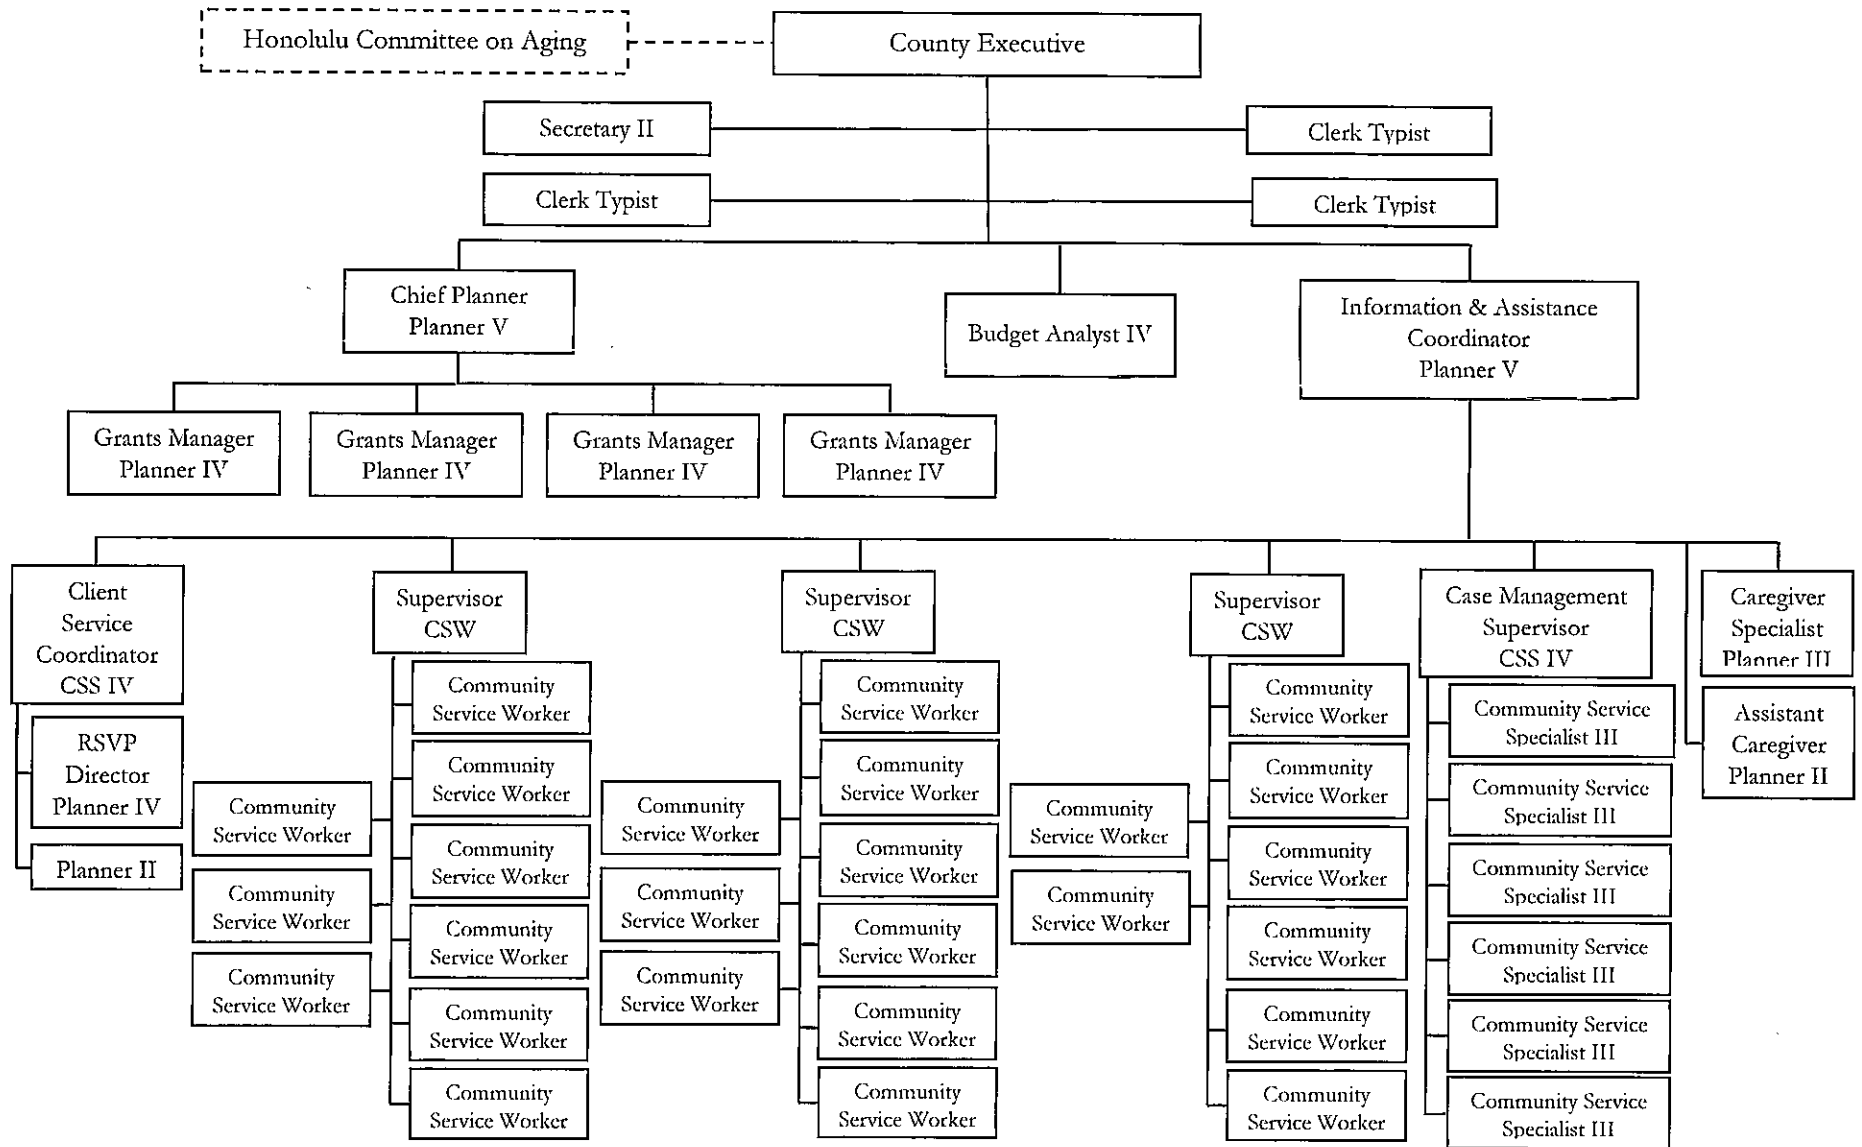 Honolulu Committee on Aging
County Executive
Secretary II
Clerk Typist
Clerk Typist
Clerk Typist
Chief Planner
Planner V
Budget Analyst IV
Information & Assistance
Coordinator
Planner V
Grants Manager
Planner IV
Grants Manager
Planner IV
Grants Manager
Planner IV
Grants Manager
Planner IV
Client
Service
Coordinator
CSS IV
RSVP
Director
Planner IV
Planner II
Supervisor
CSW
Community
Service Worker
Community
Service Worker
Community
Service Worker
Community
Service Worker
Community
Service Worker
Community
Service Worker
Community
Service Worker
Community
Service Worker
Community
Service Worker
Supervisor
CSW
Community
Service Worker
Community
Service Worker
Community
Service Worker
Community
Service Worker
Community
Service Worker
Community
Service Worker
Community
Service Worker
Community
Service Worker
Community
Service Worker
Supervisor
CSW
Community
Service Worker
Community
Service Worker
Community
Service Worker
Community
Service Worker
Community
Service Worker
Community
Service Worker
Community
Service Worker
Community
Service Worker
Case Management
Supervisor
CSS IV
Community Service
Specialist III
Community Service
Specialist III
Community Service
Specialist III
Community Service
Specialist III
Community Service
Specialist III
Community Service
Specialist III
Caregiver
Specialist
Planner III
Assistant
Caregiver
Planner II